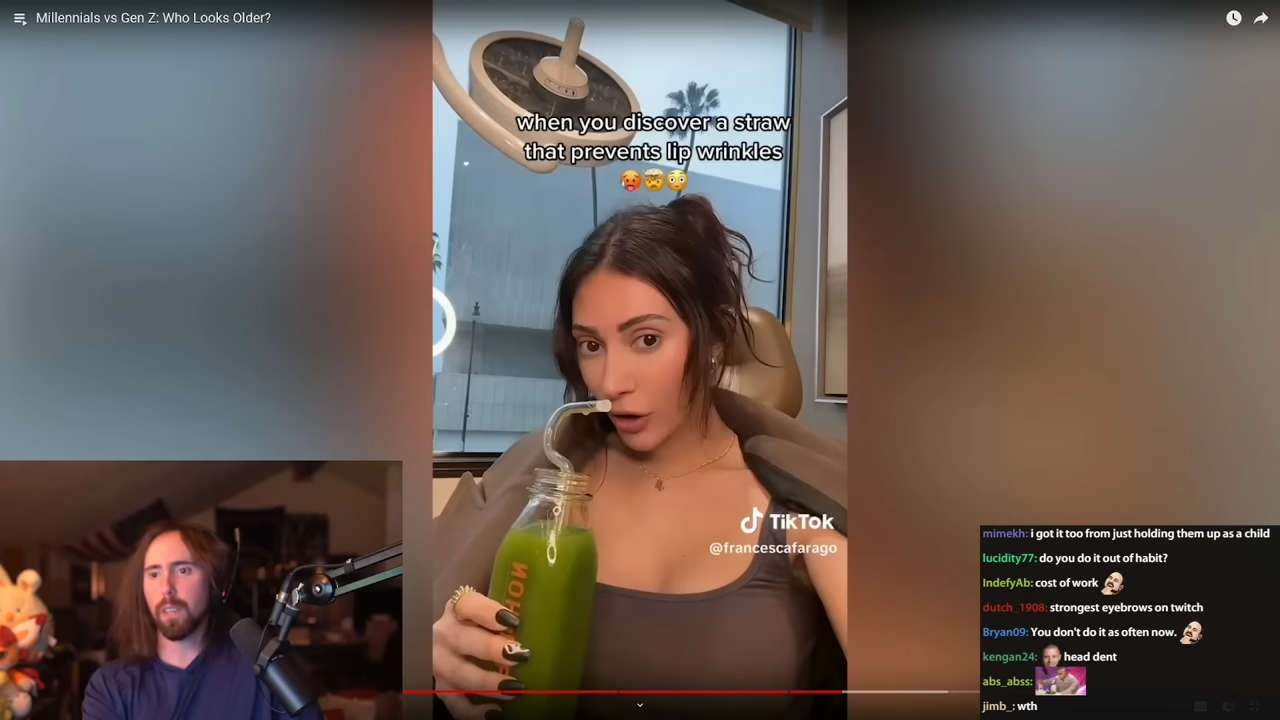 Millennials vs Gen Z: Who Looks Older?
when you discover a straw
that prevents lip wrinkles
🥵🤯😳
TikTok
@francescafarago
mimekh: i got it too from just holding them up as a child
lucidity77: do you do it out of habit?
IndefyAb: cost of work
dutch_1908: strongest eyebrows on twitch
Bryan09: You don't do it as often now.
kengan24: head dent
abs_abss:
jimb_: wth